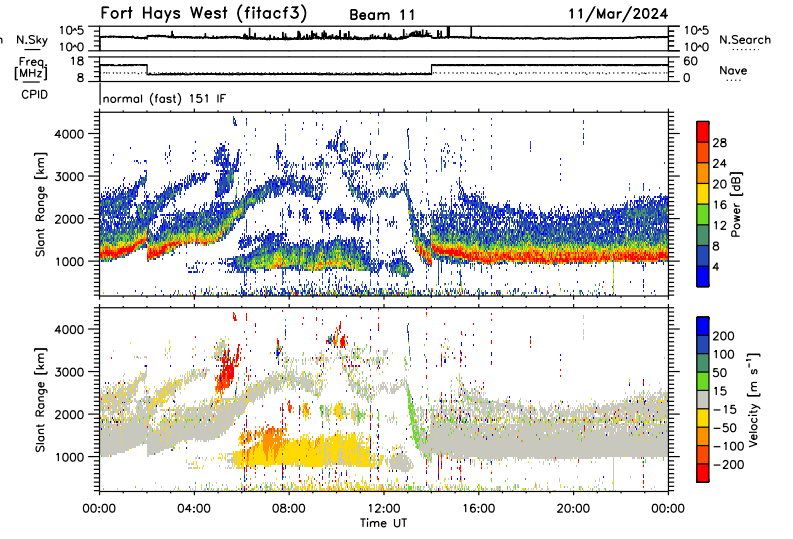 Fort Hays West (fitacf3) Beam 11 11/Mar/2024
N.Sky 10^5 10^0 10^5 10^0 N.Search
Freq. [MHz] 18 8 60 0 Nave
CPID normal (fast) 151 IF
Slant Range [km]
4000
3000
2000
1000
28
24
20
16
12
8
4
Power [dB]
Slant Range [km]
4000
3000
2000
1000
200
100
50
15
-15
-50
-100
-200
Velocity [m s⁻¹]
00:00 04:00 08:00 12:00 16:00 20:00 00:00
Time UT